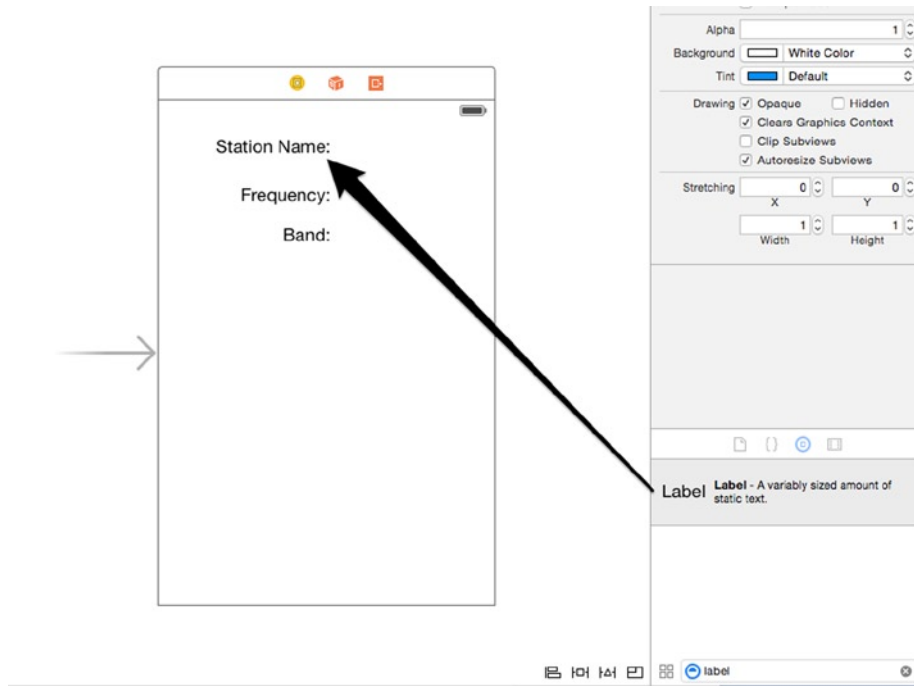 Alpha 1
Background White Color
Tint Default
Drawing Opaque Hidden
Clears Graphics Context
Clip Subviews
Autoresize Subviews
Stretching 0 0
X Y
1 1
Width Height
Station Name:
Frequency:
Band:
Label Label - A variably sized amount of
static text.
label